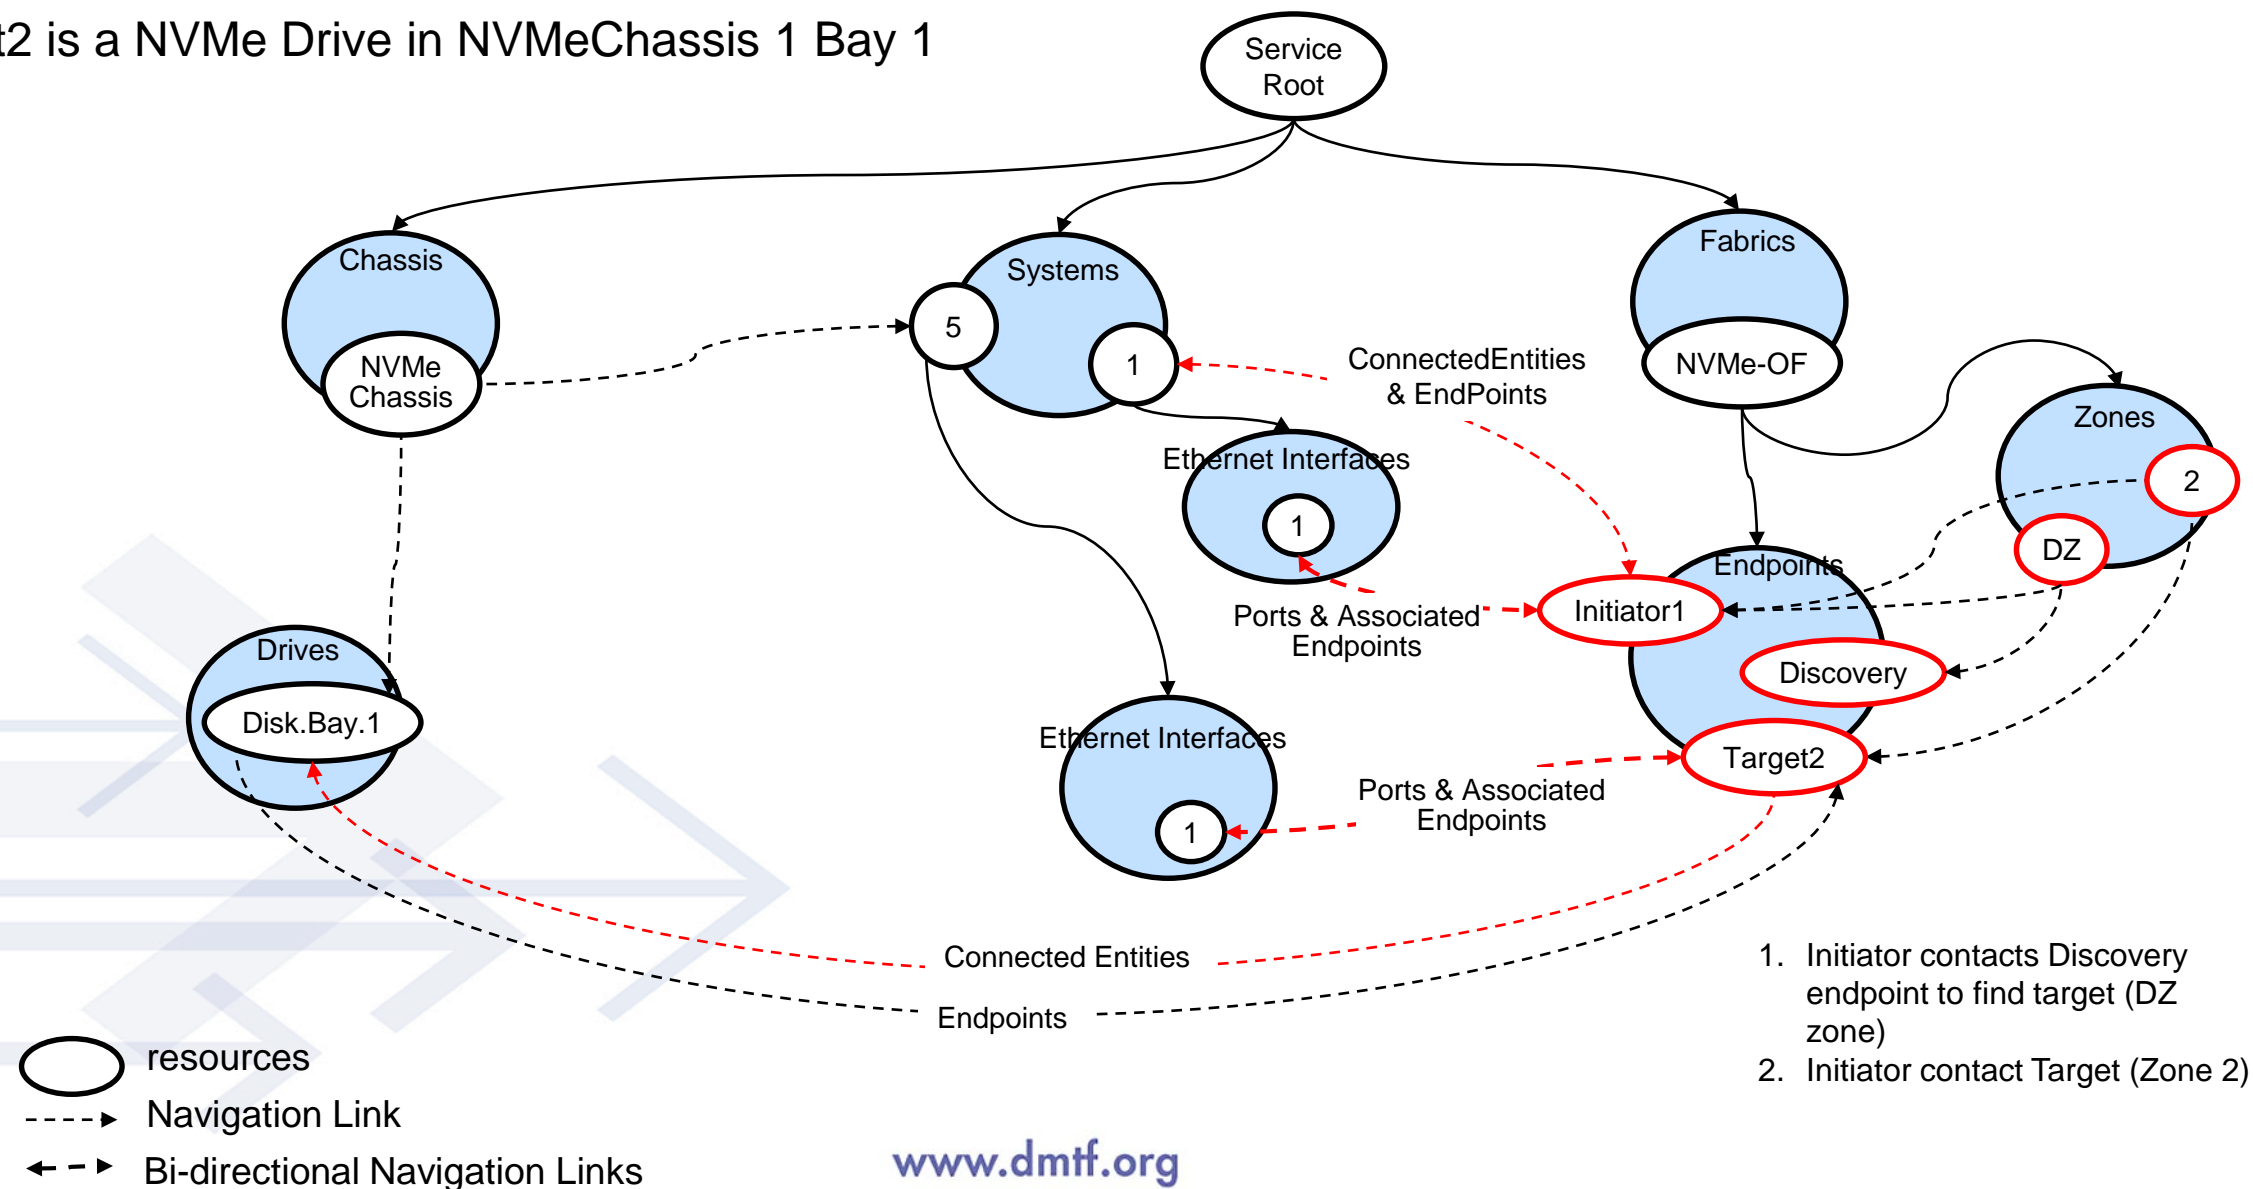 t2 is a NVMe Drive in NVMeChassis 1 Bay 1
Service
Root
Chassis
NVMe
Chassis
Systems
5
1
Fabrics
NVMe-OF
ConnectedEntities
& EndPoints
Zones
2
DZ
Ethernet Interfaces
1
Endpoints
Initiator1
Ports & Associated
Endpoints
Discovery
Drives
Disk.Bay.1
Target2
Ethernet Interfaces
1
Ports & Associated
Endpoints
Connected Entities
Endpoints
1. Initiator contacts Discovery
endpoint to find target (DZ
zone)
2. Initiator contact Target (Zone 2)
resources
Navigation Link
Bi-directional Navigation Links
www.dmtf.org